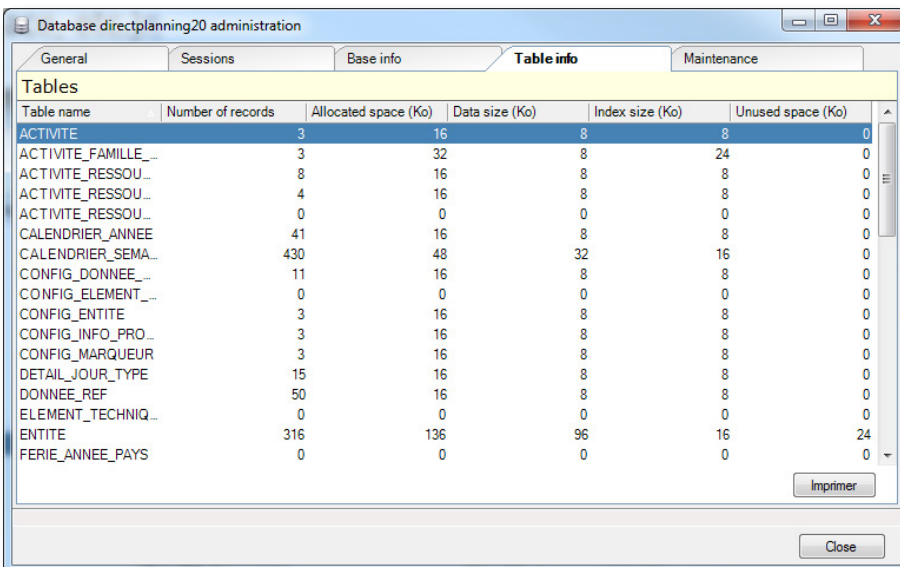 Database directplanning20 administration
General Sessions Base info Table info Maintenance
Tables
Table name Number of records Allocated space (Ko) Data size (Ko) Index size (Ko) Unused space (Ko)
ACTIVITE 3 16 8 8 0
ACTIVITE_FAMILLE_... 3 32 8 24 0
ACTIVITE_RESSOU... 8 16 8 8 0
ACTIVITE_RESSOU... 4 16 8 8 0
ACTIVITE_RESSOU... 0 0 0 0 0
CALENDRIER_ANNEE 41 16 8 8 0
CALENDRIER_SEMA... 430 48 32 16 0
CONFIG_DONNEE_... 11 16 8 8 0
CONFIG_ELEMENT_... 0 0 0 0 0
CONFIG_ENTITE 3 16 8 8 0
CONFIG_INFO_PRO... 3 16 8 8 0
CONFIG_MARQUEUR 3 16 8 8 0
DETAIL_JOUR_TYPE 15 16 8 8 0
DONNEE_REF 50 16 8 8 0
ELEMENT_TECHNIQ... 0 0 0 0 0
ENTITE 316 136 96 16 24
FERIE_ANNEE_PAYS 0 0 0 0 0
Imprimer
Close